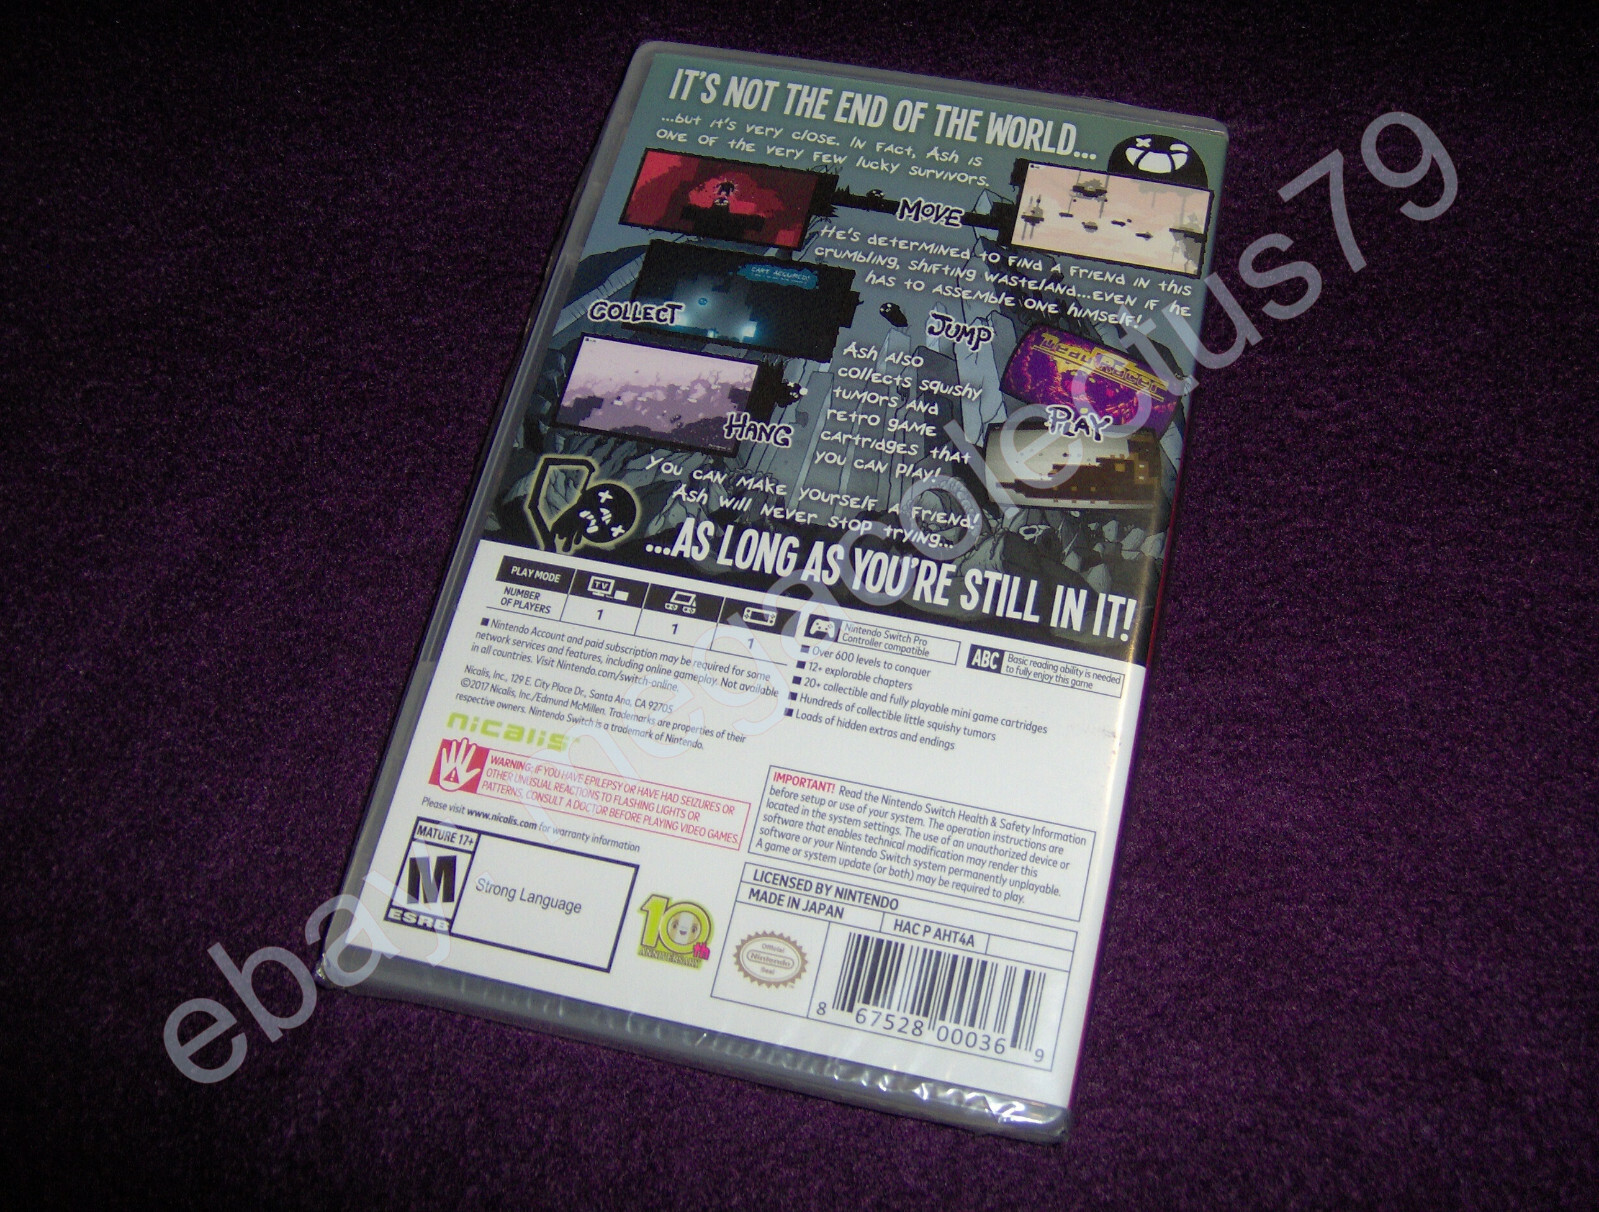 IT'S NOT THE END OF THE WORLD...
...but it's very close. In fact, Ash is
one of the very few lucky survivors.
MOVE
He's determined to find a friend in this
crumbling, shifting wasteland...even if he
has to assemble one himself!
CART ACQUIRED!
COLLECT
JUMP
Ash also
collects squishy
tumors and
retro game
cartridges that
you can play!
PLAY
HANG
You can make yourself a friend!
Ash will never stop trying...
...AS LONG AS YOU'RE STILL IN IT!
PLAY MODE
TV
NUMBER
OF PLAYERS
1
1
1
Nintendo Switch Pro
Controller compatible
ABC
Basic reading ability is needed
to fully enjoy this game
■ Nintendo Account and paid subscription may be required for some
network services and features, including online gameplay. Not available
in all countries. Visit Nintendo.com/switch-online.
Nicalis, Inc., 129 E. City Place Dr., Santa Ana, CA 92705
©2017 Nicalis, Inc./Edmund McMillen. Trademarks are properties of their
respective owners. Nintendo Switch is a trademark of Nintendo.
■ Over 600 levels to conquer
■ 12+ explorable chapters
■ 20+ collectible and fully playable mini game cartridges
■ Hundreds of collectible little squishy tumors
■ Loads of hidden extras and endings
nicalis
WARNING: IF YOU HAVE EPILEPSY OR HAVE HAD SEIZURES OR
OTHER UNUSUAL REACTIONS TO FLASHING LIGHTS OR
PATTERNS, CONSULT A DOCTOR BEFORE PLAYING VIDEO GAMES.
Please visit www.nicalis.com for warranty information
IMPORTANT! Read the Nintendo Switch Health & Safety Information
before setup or use of your system. The operation instructions are
located in the system settings. The use of an unauthorized device or
software that enables technical modification may render this
software or your Nintendo Switch system permanently unplayable.
A game or system update (or both) may be required to play.
MATURE 17+
M
ESRB
Strong Language
10th
ANNIVERSARY
LICENSED BY NINTENDO
MADE IN JAPAN
HAC P AHT4A
Official
Nintendo
Seal
8 67528 00036 9
ebay: megacolectus79